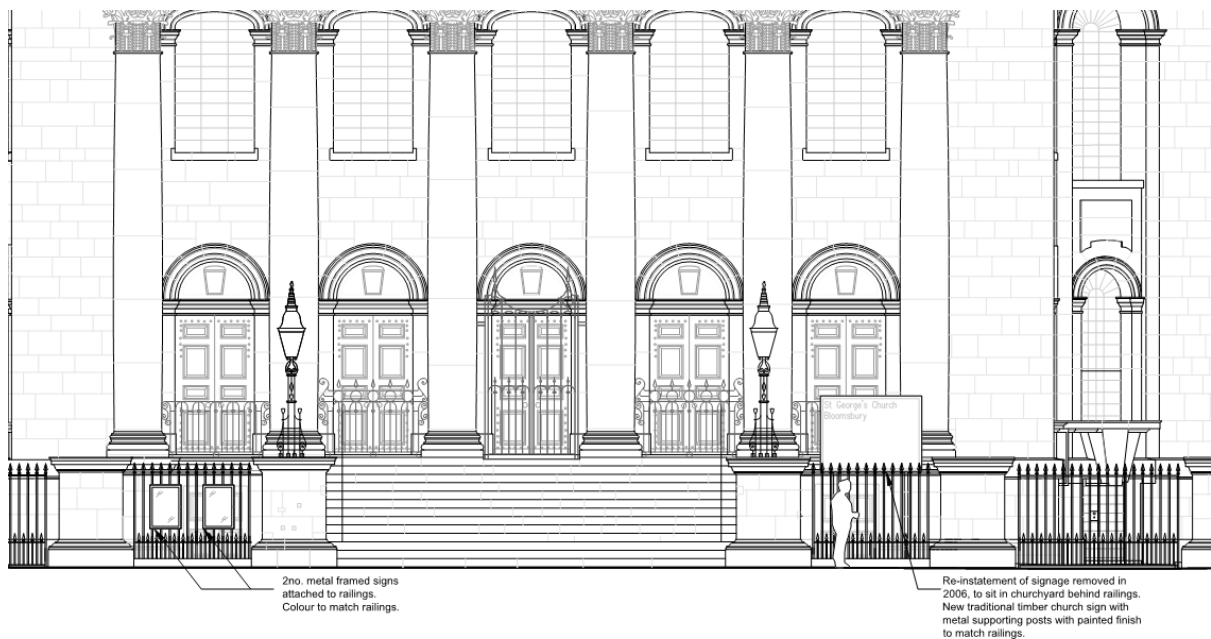 St George's Church
Bloomsbury
2no. metal framed signs
attached to railings.
Colour to match railings.
Re-instatement of signage removed in
2006, to sit in churchyard behind railings.
New traditional timber church sign with
metal supporting posts with painted finish
to match railings.